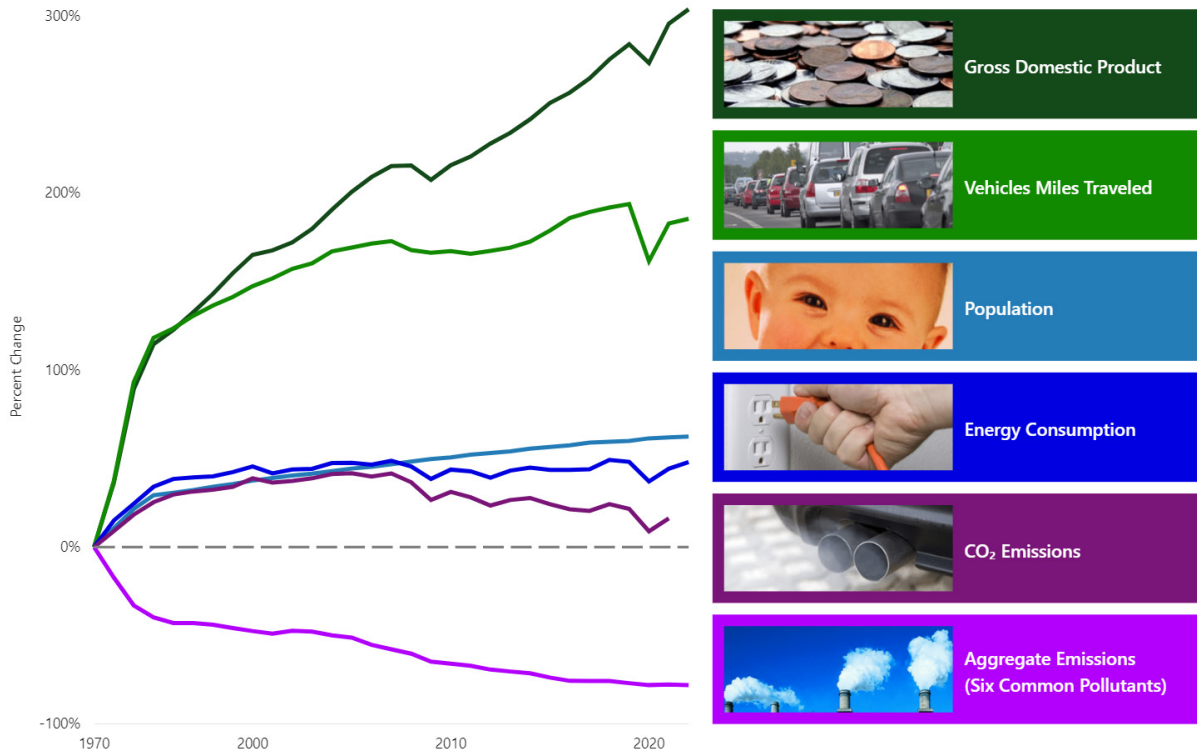 300%
200%
100%
0%
-100%
Percent Change
1970
2000
2010
2020
Gross Domestic Product
Vehicles Miles Traveled
Population
Energy Consumption
CO₂ Emissions
Aggregate Emissions
(Six Common Pollutants)